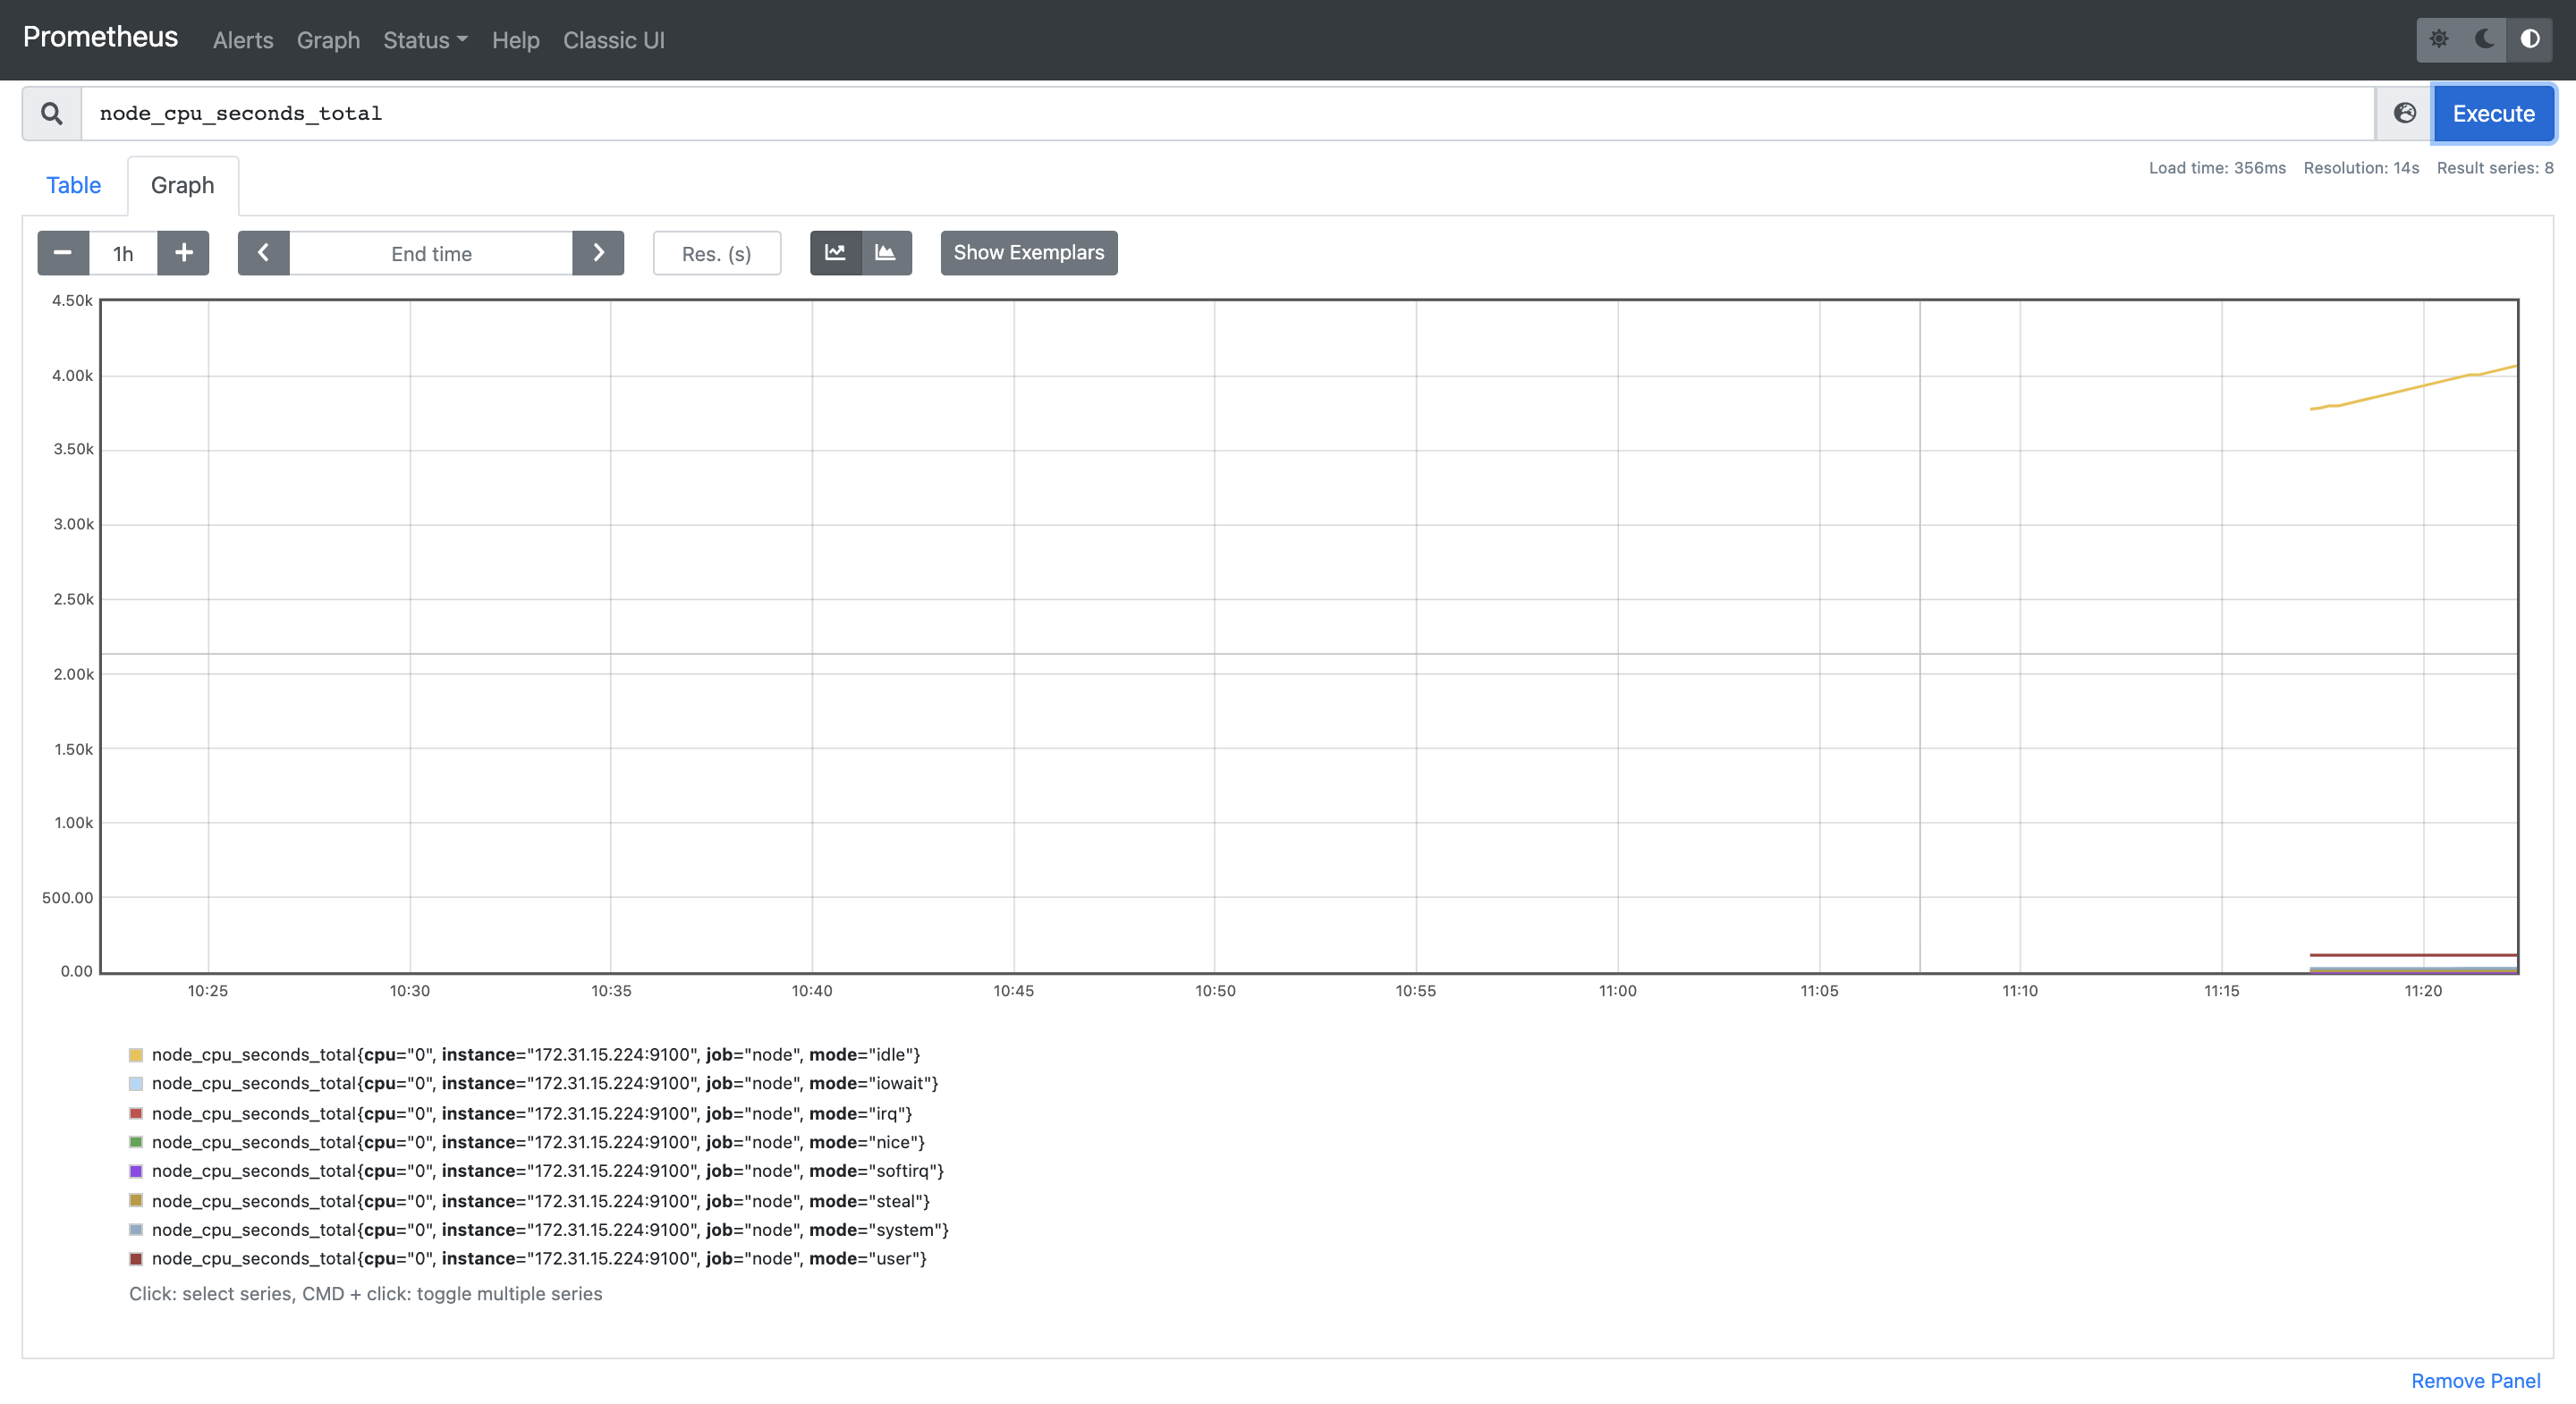 Prometheus Alerts Graph Status Help Classic UI
node_cpu_seconds_total Execute
Table Graph Load time: 356ms Resolution: 14s Result series: 8
1h End time Res. (s) Show Exemplars
4.50k
4.00k
3.50k
3.00k
2.50k
2.00k
1.50k
1.00k
500.00
0.00
10:25 10:30 10:35 10:40 10:45 10:50 10:55 11:00 11:05 11:10 11:15 11:20
node_cpu_seconds_total{cpu="0", instance="172.31.15.224:9100", job="node", mode="idle"}
node_cpu_seconds_total{cpu="0", instance="172.31.15.224:9100", job="node", mode="iowait"}
node_cpu_seconds_total{cpu="0", instance="172.31.15.224:9100", job="node", mode="irq"}
node_cpu_seconds_total{cpu="0", instance="172.31.15.224:9100", job="node", mode="nice"}
node_cpu_seconds_total{cpu="0", instance="172.31.15.224:9100", job="node", mode="softirq"}
node_cpu_seconds_total{cpu="0", instance="172.31.15.224:9100", job="node", mode="steal"}
node_cpu_seconds_total{cpu="0", instance="172.31.15.224:9100", job="node", mode="system"}
node_cpu_seconds_total{cpu="0", instance="172.31.15.224:9100", job="node", mode="user"}
Click: select series, CMD + click: toggle multiple series
Remove Panel